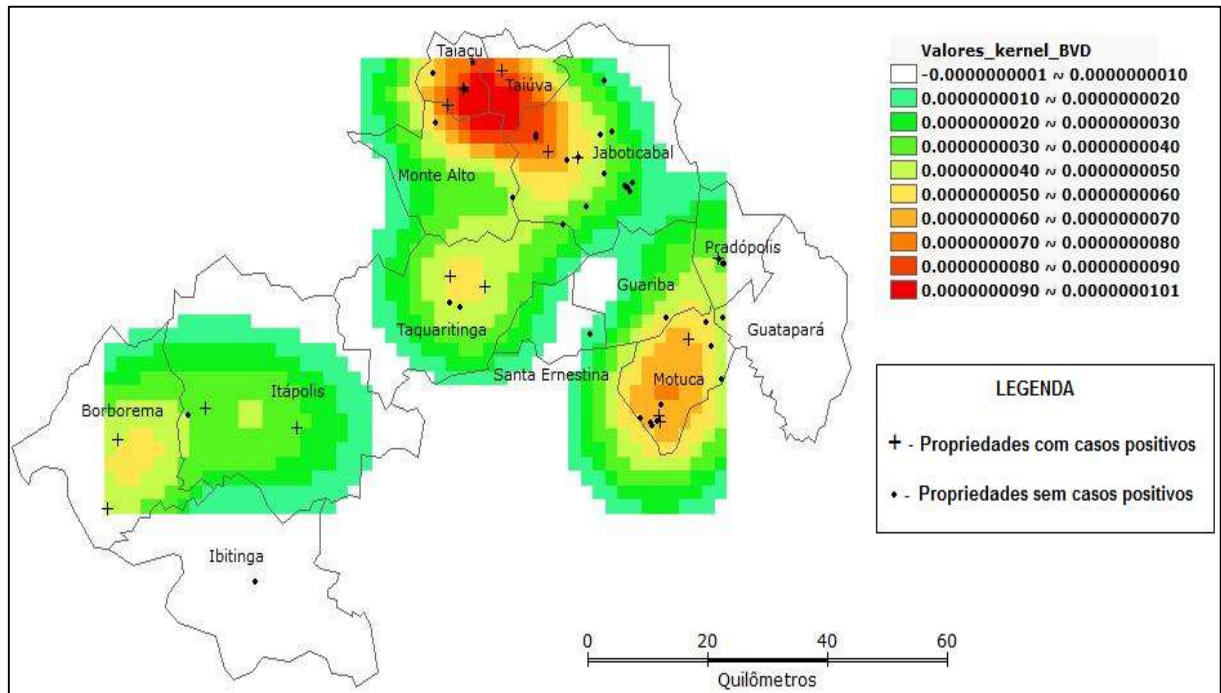 Taiaçu
Taiúva
Jaboticabal
Monte Alto
Pradópolis
Guariba
Guatapará
Taquaritinga
Santa Ernestina
Motuca
Itápolis
Borborema
Ibitinga
Valores_kernel_BVD
-0.0000000001 ~ 0.0000000010
0.0000000010 ~ 0.0000000020
0.0000000020 ~ 0.0000000030
0.0000000030 ~ 0.0000000040
0.0000000040 ~ 0.0000000050
0.0000000050 ~ 0.0000000060
0.0000000060 ~ 0.0000000070
0.0000000070 ~ 0.0000000080
0.0000000080 ~ 0.0000000090
0.0000000090 ~ 0.0000000101
LEGENDA
+ - Propriedades com casos positivos
• - Propriedades sem casos positivos
0 20 40 60
Quilômetros